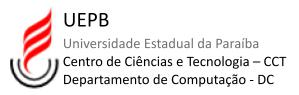 UEPB
Universidade Estadual da Paraíba
Centro de Ciências e Tecnologia – CCT
Departamento de Computação - DC